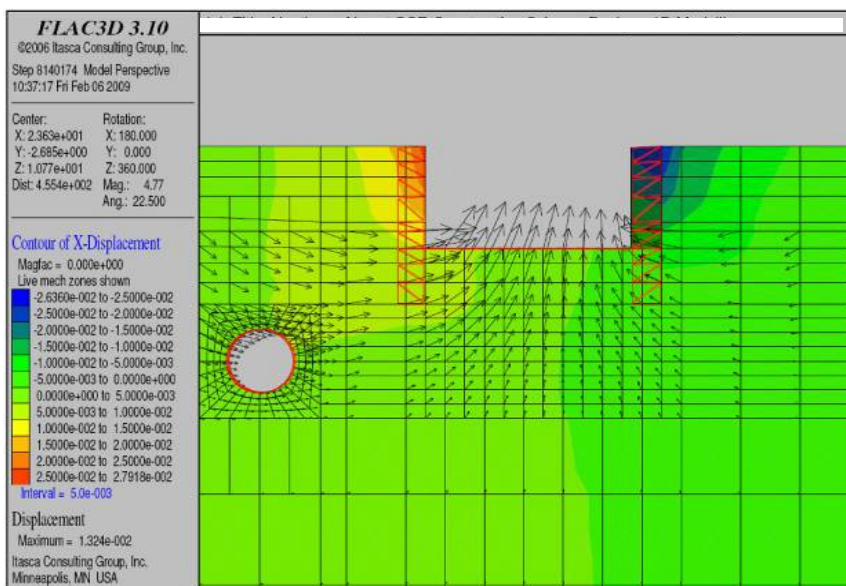 FLAC3D 3.10
©2006 Itasca Consulting Group, Inc.
Step 8140174 Model Perspective
10:37:17 Fri Feb 06 2009
Center: Rotation:
X: 2.363e+001 X: 180.000
Y: -2.685e+000 Y: 0.000
Z: 1.077e+001 Z: 360.000
Dist: 4.554e+002 Mag.: 4.77
Ang.: 22.500
Contour of X-Displacement
Magfac = 0.000e+000
Live mech zones shown
-2.6360e-002 to -2.5000e-002
-2.5000e-002 to -2.0000e-002
-2.0000e-002 to -1.5000e-002
-1.5000e-002 to -1.0000e-002
-1.0000e-002 to -5.0000e-003
-5.0000e-003 to 0.0000e+000
0.0000e+000 to 5.0000e-003
5.0000e-003 to 1.0000e-002
1.0000e-002 to 1.5000e-002
1.5000e-002 to 2.0000e-002
2.0000e-002 to 2.5000e-002
2.5000e-002 to 2.7918e-002
Interval = 5.0e-003
Displacement
Maximum = 1.324e-002
Itasca Consulting Group, Inc.
Minneapolis, MN USA